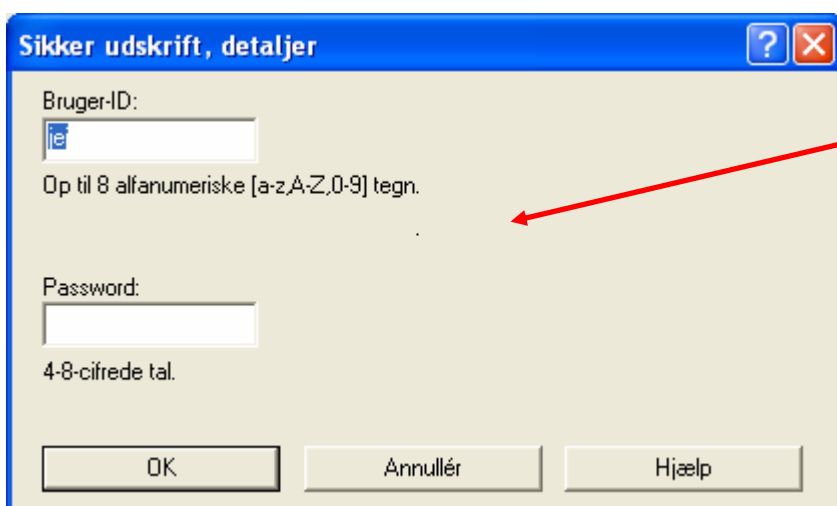 Sikker udskrift, detaljer
Bruger-ID:
jer
Op til 8 alfanumeriske [a-z,A-Z,0-9] tegn.
.
Password:
4-8-cifrede tal.
OK Annullér Hjælp